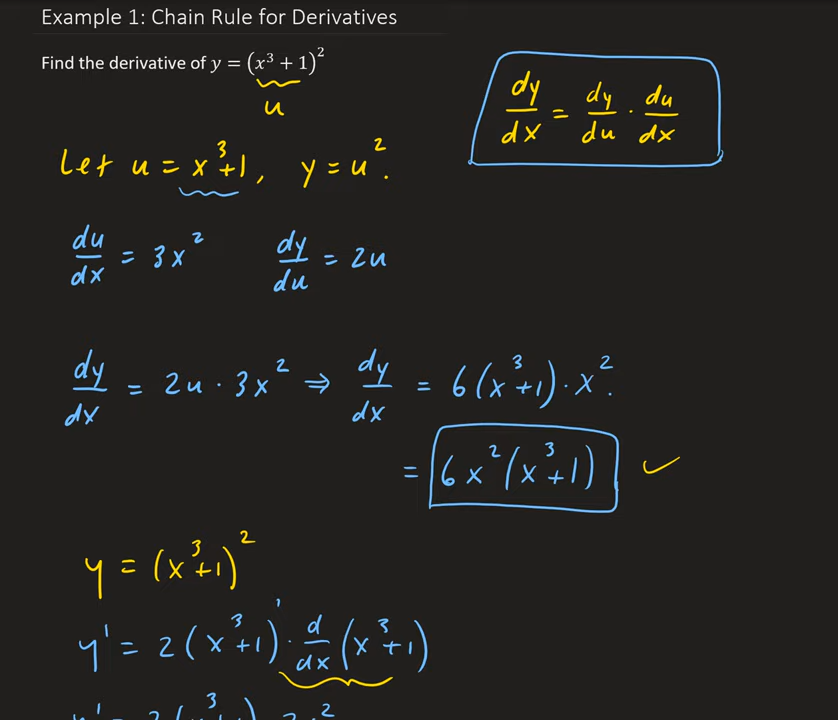 Example 1: Chain Rule for Derivatives
Find the derivative of y = (x³ + 1)²
u
dy/dx = dy/du · du/dx
Let u = x³+1, y = u².
du/dx = 3x² dy/du = 2u
dy/dx = 2u · 3x² ⇒ dy/dx = 6(x³+1) · x².
= 6x²(x³+1) ✓
y = (x³+1)²
y' = 2(x³+1)¹ · d/dx (x³+1)